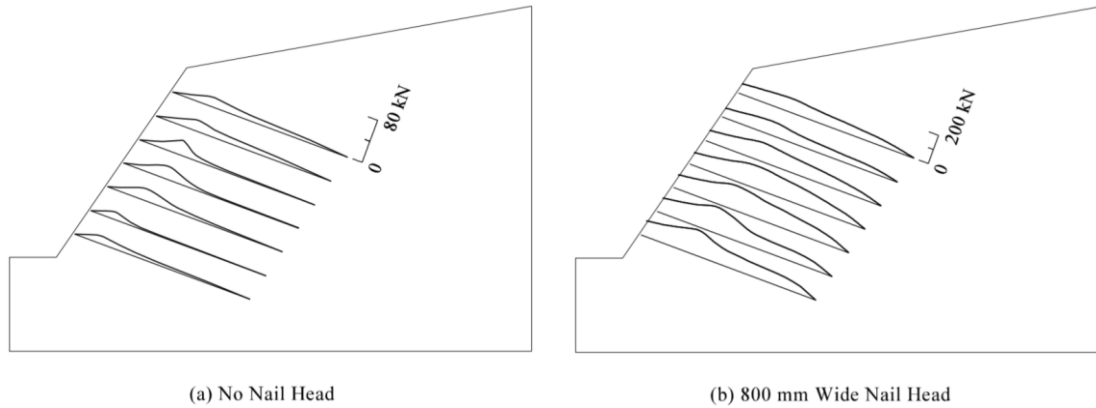 80 kN
0
200 kN
0
(a) No Nail Head
(b) 800 mm Wide Nail Head